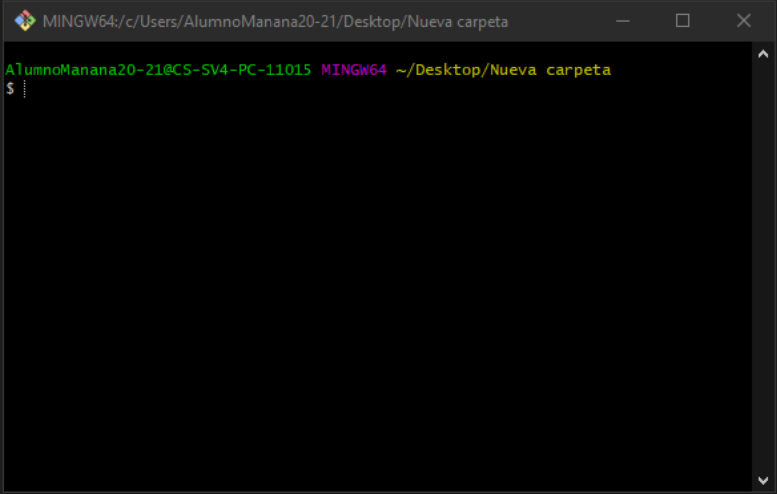 MINGW64:/c/Users/AlumnoManana20-21/Desktop/Nueva carpeta
AlumnoManana20-21@CS-SV4-PC-11015 MINGW64 ~/Desktop/Nueva carpeta
$